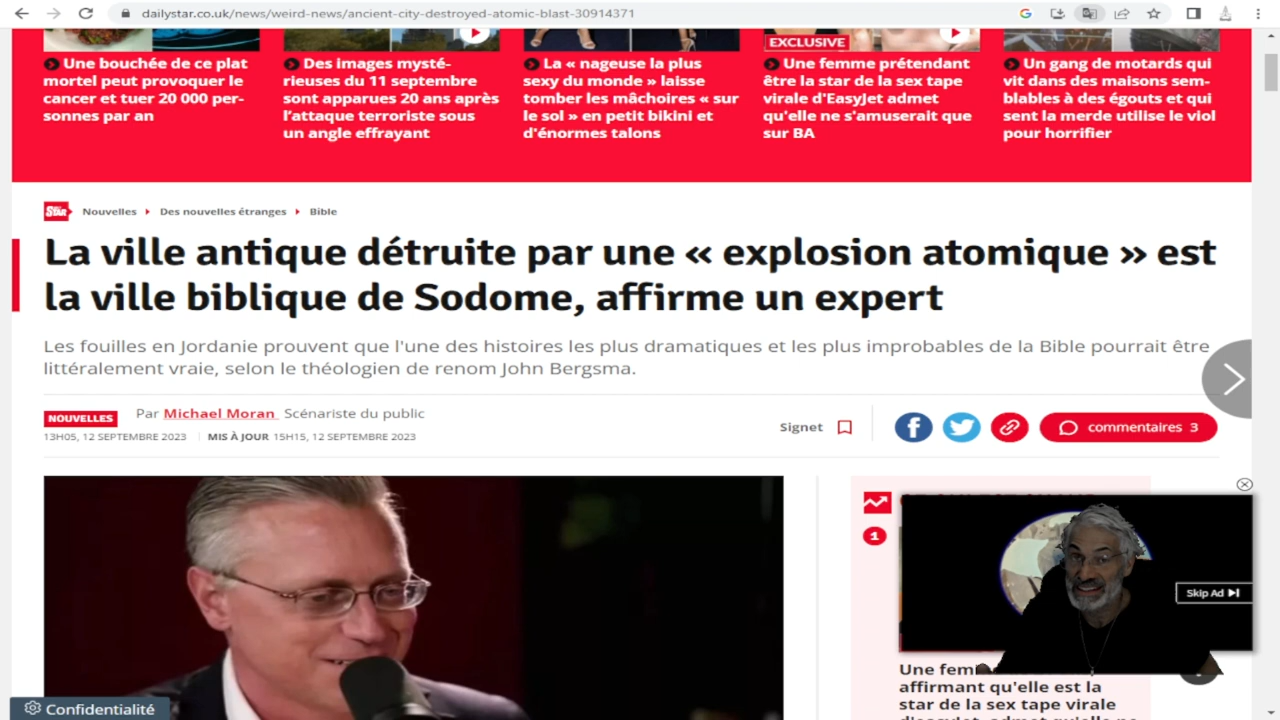 dailystar.co.uk/news/weird-news/ancient-city-destroyed-atomic-blast-30914371
Une bouchée de ce plat
mortel peut provoquer le
cancer et tuer 20 000 per-
sonnes par an
Des images mysté-
rieuses du 11 septembre
sont apparues 20 ans après
l'attaque terroriste sous
un angle effrayant
La « nageuse la plus
sexy du monde » laisse
tomber les mâchoires « sur
le sol » en petit bikini et
d'énormes talons
EXCLUSIVE
Une femme prétendant
être la star de la sex tape
virale d'EasyJet admet
qu'elle ne s'amuserait que
sur BA
Un gang de motards qui
vit dans des maisons sem-
blables à des égouts et qui
sent la merde utilise le viol
pour horrifier
STAR Nouvelles Des nouvelles étranges Bible
La ville antique détruite par une « explosion atomique » est
la ville biblique de Sodome, affirme un expert
Les fouilles en Jordanie prouvent que l'une des histoires les plus dramatiques et les plus improbables de la Bible pourrait être
littéralement vraie, selon le théologien de renom John Bergsma.
NOUVELLES Par Michael Moran Scénariste du public
13H05, 12 SEPTEMBRE 2023 MIS À JOUR 15H15, 12 SEPTEMBRE 2023
Signet
commentaires 3
1
Skip Ad
Une
affirmant qu'elle est la
star de la sex tape virale
Confidentialité